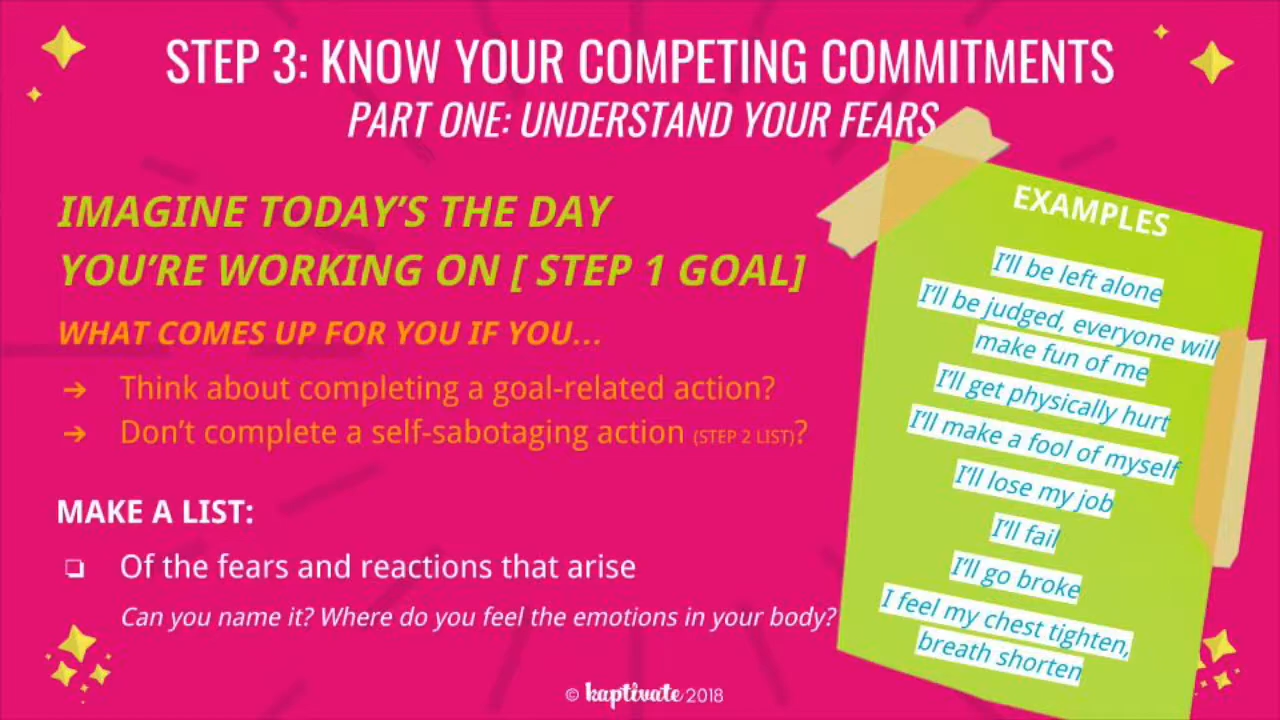 STEP 3: KNOW YOUR COMPETING COMMITMENTS
PART ONE: UNDERSTAND YOUR FEARS
IMAGINE TODAY'S THE DAY
YOU'RE WORKING ON [ STEP 1 GOAL]
WHAT COMES UP FOR YOU IF YOU...
➔ Think about completing a goal-related action?
➔ Don't complete a self-sabotaging action (STEP 2 LIST)?
MAKE A LIST:
❏ Of the fears and reactions that arise
Can you name it? Where do you feel the emotions in your body?
EXAMPLES
I'll be left alone
I'll be judged, everyone will
make fun of me
I'll get physically hurt
I'll make a fool of myself
I'll lose my job
I'll fail
I'll go broke
I feel my chest tighten,
breath shorten
© kaptivate 2018